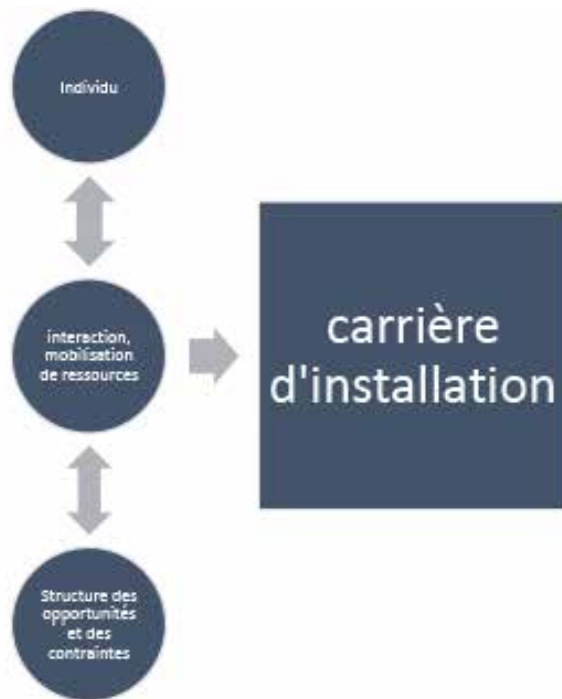 Individu
interaction,
mobilisation
de ressources
carrière
d'installation
Structure des
opportunités
et des
contraintes